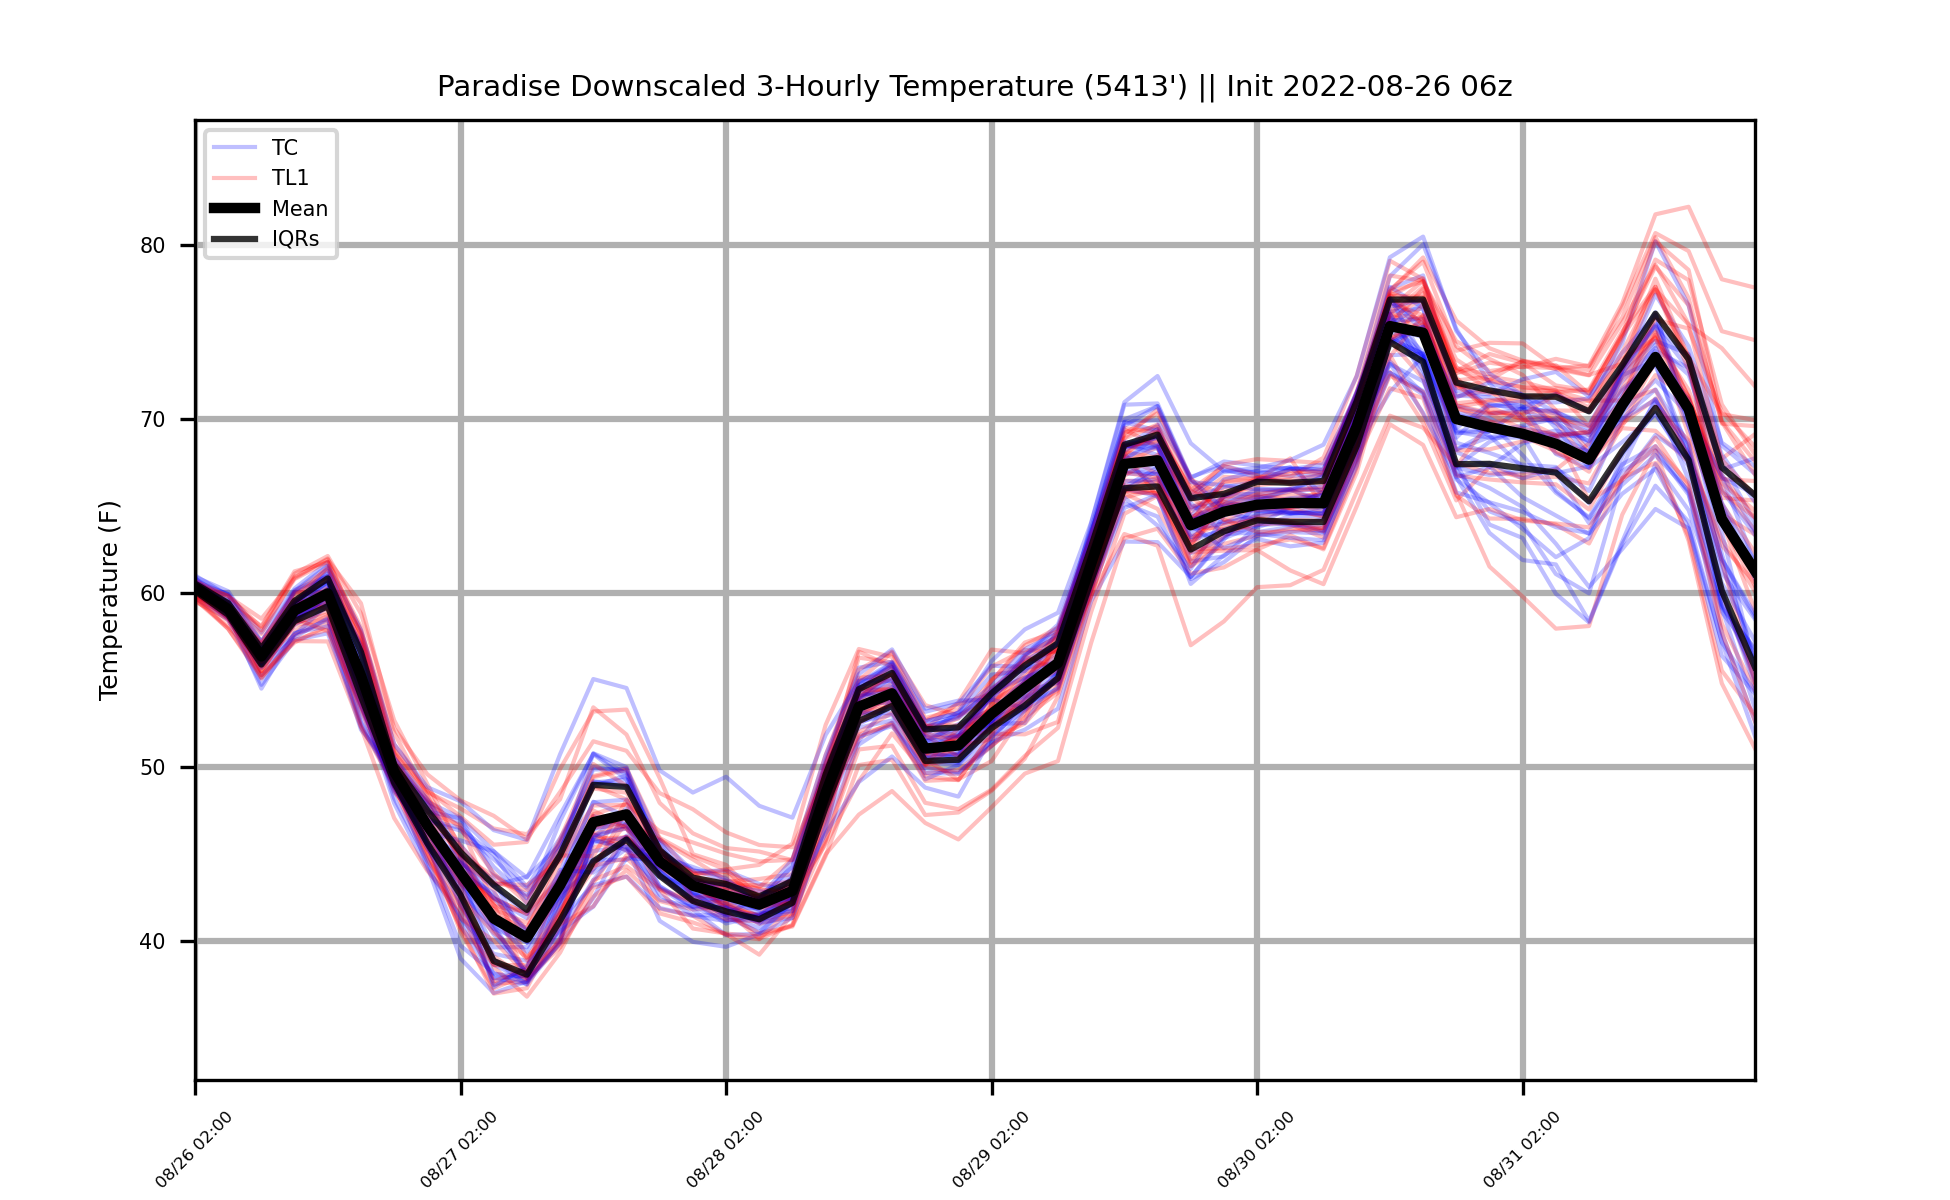 Paradise Downscaled 3-Hourly Temperature (5413') || Init 2022-08-26 06z
TC
TL1
Mean
IQRs
Temperature (F)
80
70
60
50
40
08/26 02:00
08/27 02:00
08/28 02:00
08/29 02:00
08/30 02:00
08/31 02:00